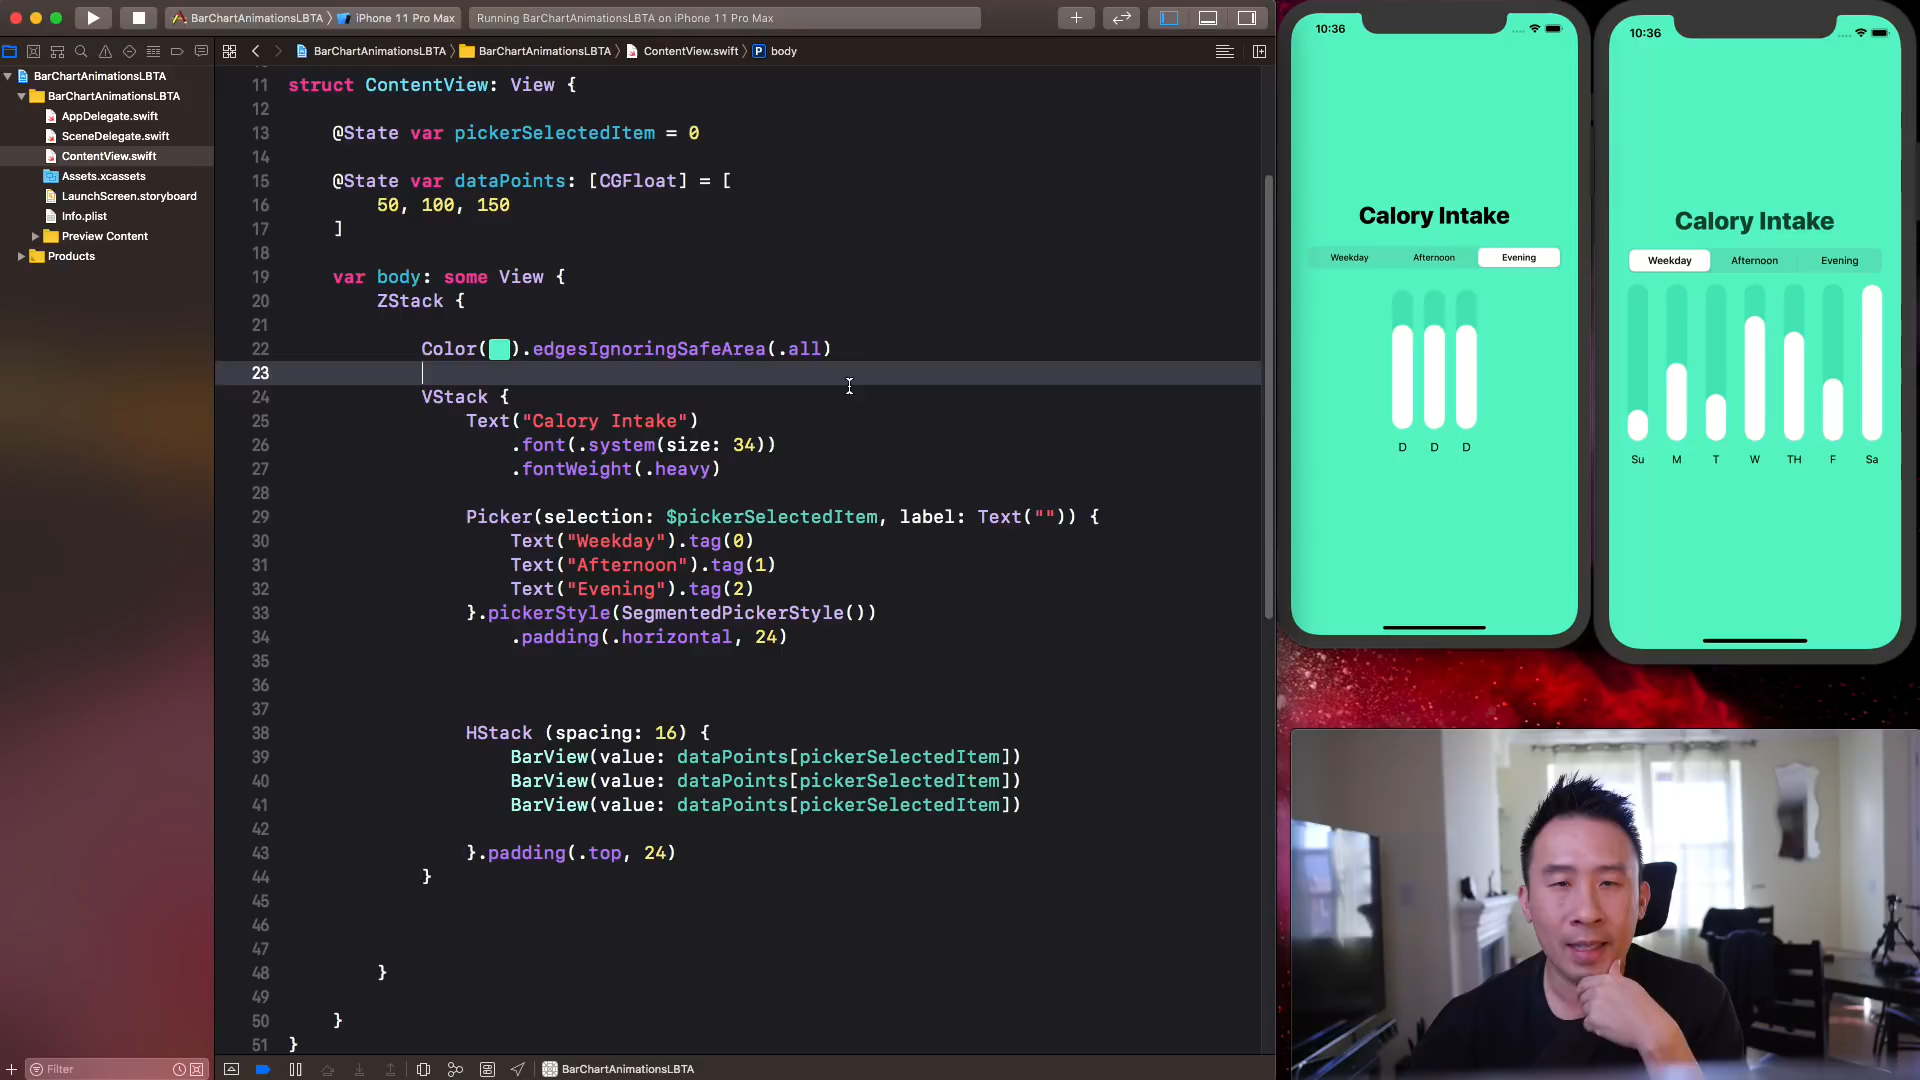 BarChartAnimationsLBTA 〉 iPhone 11 Pro Max
Running BarChartAnimationsLBTA on iPhone 11 Pro Max
BarChartAnimationsLBTA 〉 BarChartAnimationsLBTA 〉 ContentView.swift 〉 P body
BarChartAnimationsLBTA
BarChartAnimationsLBTA
AppDelegate.swift
SceneDelegate.swift
ContentView.swift
Assets.xcassets
LaunchScreen.storyboard
Info.plist
Preview Content
Products
Filter
11 struct ContentView: View {
12
13 @State var pickerSelectedItem = 0
14
15 @State var dataPoints: [CGFloat] = [
16 50, 100, 150
17 ]
18
19 var body: some View {
20 ZStack {
21
22 Color( ).edgesIgnoringSafeArea(.all)
23
24 VStack {
25 Text("Calory Intake")
26 .font(.system(size: 34))
27 .fontWeight(.heavy)
28
29 Picker(selection: $pickerSelectedItem, label: Text("")) {
30 Text("Weekday").tag(0)
31 Text("Afternoon").tag(1)
32 Text("Evening").tag(2)
33 }.pickerStyle(SegmentedPickerStyle())
34 .padding(.horizontal, 24)
35
36
37
38 HStack (spacing: 16) {
39 BarView(value: dataPoints[pickerSelectedItem])
40 BarView(value: dataPoints[pickerSelectedItem])
41 BarView(value: dataPoints[pickerSelectedItem])
42
43 }.padding(.top, 24)
44 }
45
46
47
48 }
49
50 }
51 }
BarChartAnimationsLBTA
10:36
Calory Intake
Weekday Afternoon Evening
D D D
10:36
Calory Intake
Weekday Afternoon Evening
Su M T W TH F Sa